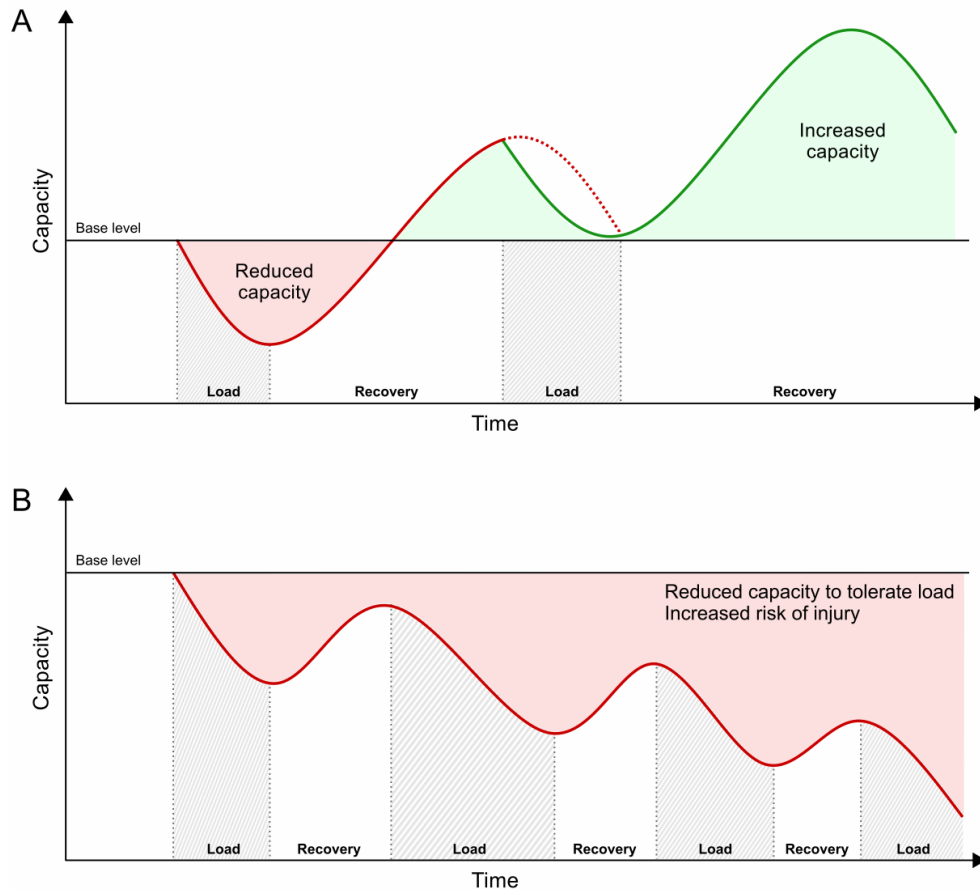 A
Capacity
Base level
Reduced
capacity
Increased
capacity
Load
Recovery
Load
Recovery
Time
B
Capacity
Base level
Reduced capacity to tolerate load
Increased risk of injury
Load
Recovery
Load
Recovery
Load
Recovery
Load
Time